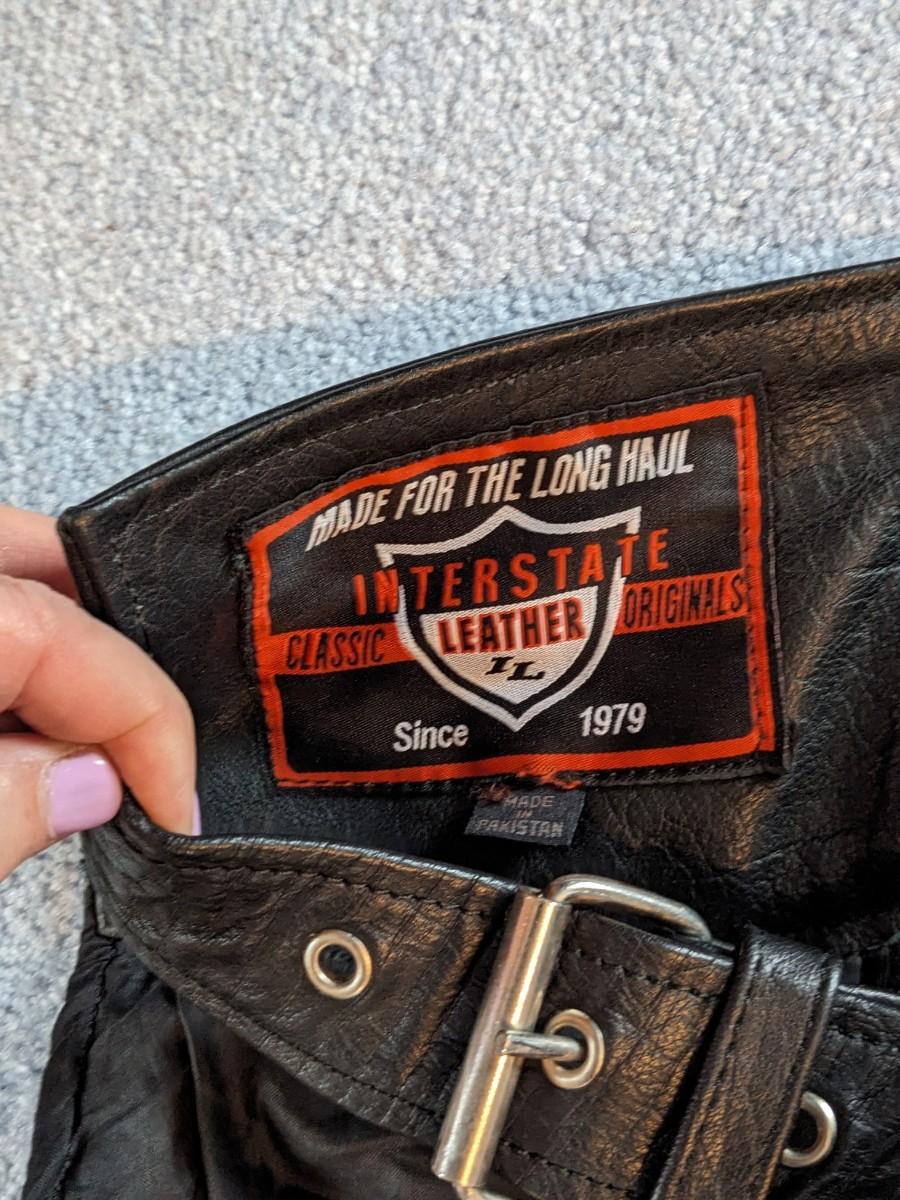 MADE FOR THE LONG HAUL
INTERSTATE
CLASSIC LEATHER ORIGINALS
IL
Since 1979
MADE
IN
PAKISTAN